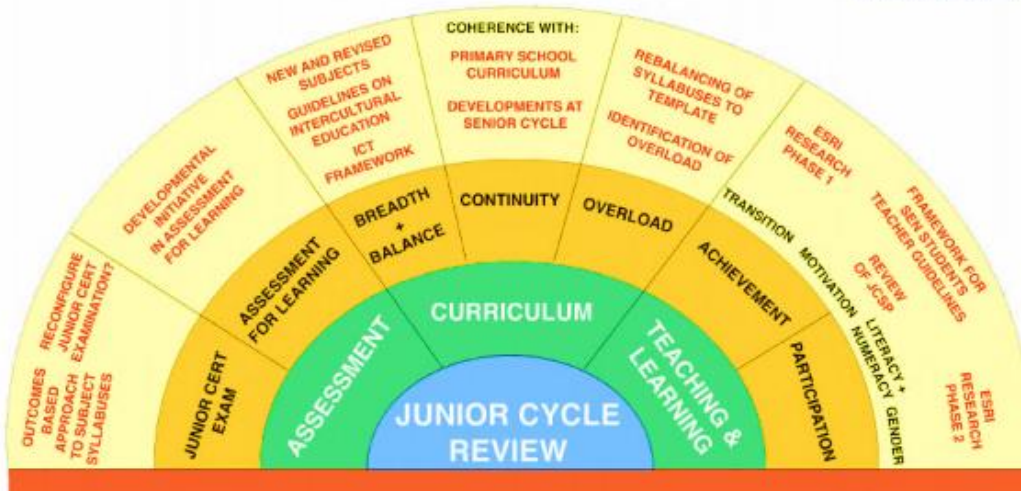 COHERENCE WITH:
PRIMARY SCHOOL
CURRICULUM
DEVELOPMENTS AT
SENIOR CYCLE
NEW AND REVISED
SUBJECTS
GUIDELINES ON
INTERCULTURAL
EDUCATION
ICT
FRAMEWORK
REBALANCING OF
SYLLABUSES TO
TEMPLATE
IDENTIFICATION OF
OVERLOAD
DEVELOPMENTAL
INITIATIVE
IN ASSESSMENT
FOR LEARNING
ESRI
RESEARCH
PHASE 1
FRAMEWORK FOR
SEN STUDENTS
TEACHER GUIDELINES
REVIEW
OF JCSP
ESRI
RESEARCH
PHASE 2
RECONFIGURE
JUNIOR CERT
EXAMINATION?
OUTCOMES
BASED
APPROACH
TO SUBJECT
SYLLABUSES
TRANSITION
MOTIVATION
LITERACY +
NUMERACY
GENDER
JUNIOR CERT
EXAM
ASSESSMENT
FOR LEARNING
BREADTH
+
BALANCE
CONTINUITY
OVERLOAD
ACHIEVEMENT
PARTICIPATION
ASSESSMENT
CURRICULUM
TEACHING &
LEARNING
JUNIOR CYCLE
REVIEW